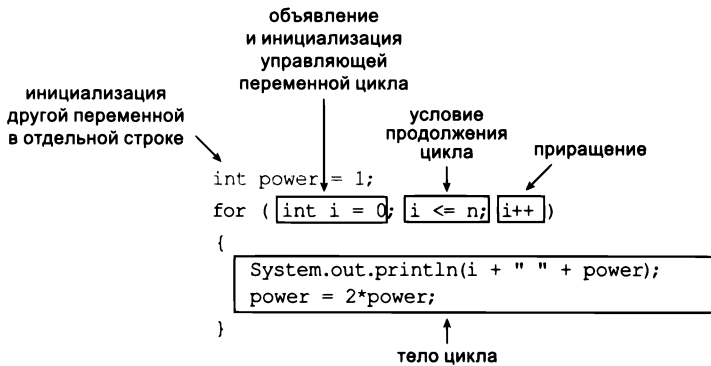 объявление
и инициализация
управляющей
переменной цикла
инициализация
другой переменной
в отдельной строке
условие
продолжения
цикла
приращение
int power = 1;
for ( int i = 0; i <= n; i++ )
{
System.out.println(i + " " + power);
power = 2*power;
}
тело цикла